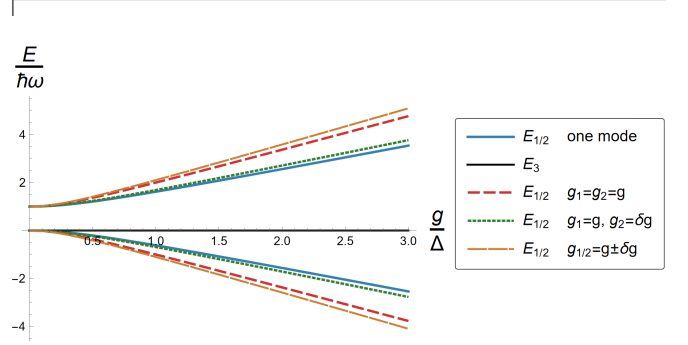 E
ħω
4
2
−2
−4
0.5
1.0
1.5
2.0
2.5
3.0
g
Δ
E1/2 one mode
E3
E1/2 g1=g2=g
E1/2 g1=g, g2=δg
E1/2 g1/2=g±δg